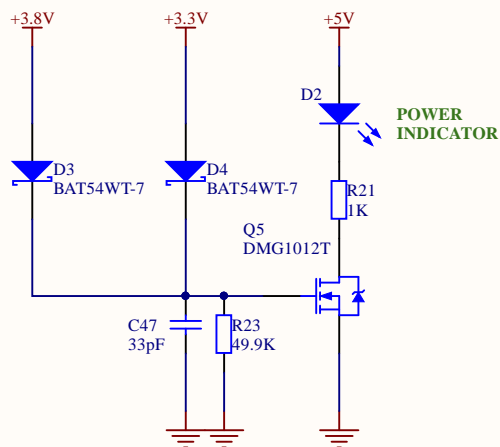 +3.8V
+3.3V
+5V
D2
POWER
INDICATOR
D3
BAT54WT-7
D4
BAT54WT-7
R21
1K
Q5
DMG1012T
C47
33pF
R23
49.9K